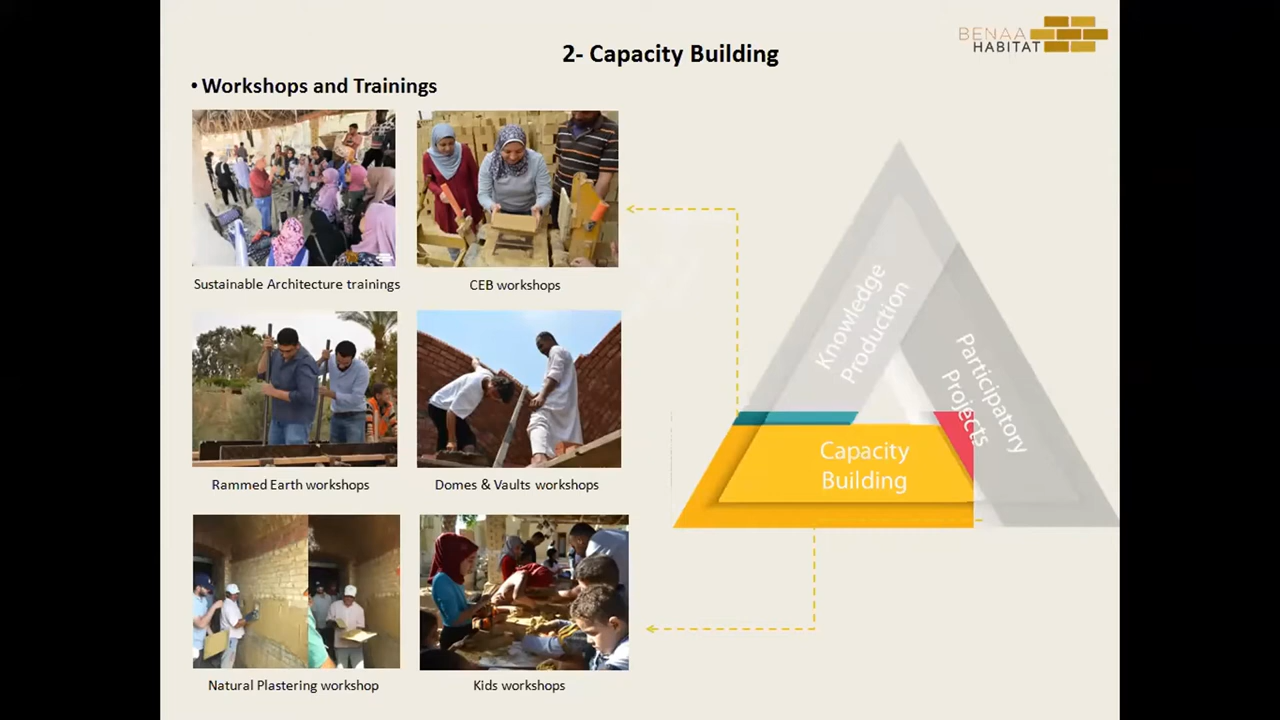 BENAA
HABITAT
2- Capacity Building
• Workshops and Trainings
Sustainable Architecture trainings
CEB workshops
Rammed Earth workshops
Domes & Vaults workshops
Natural Plastering workshop
Kids workshops
Knowledge
Production
Participatory
Projects
Capacity
Building